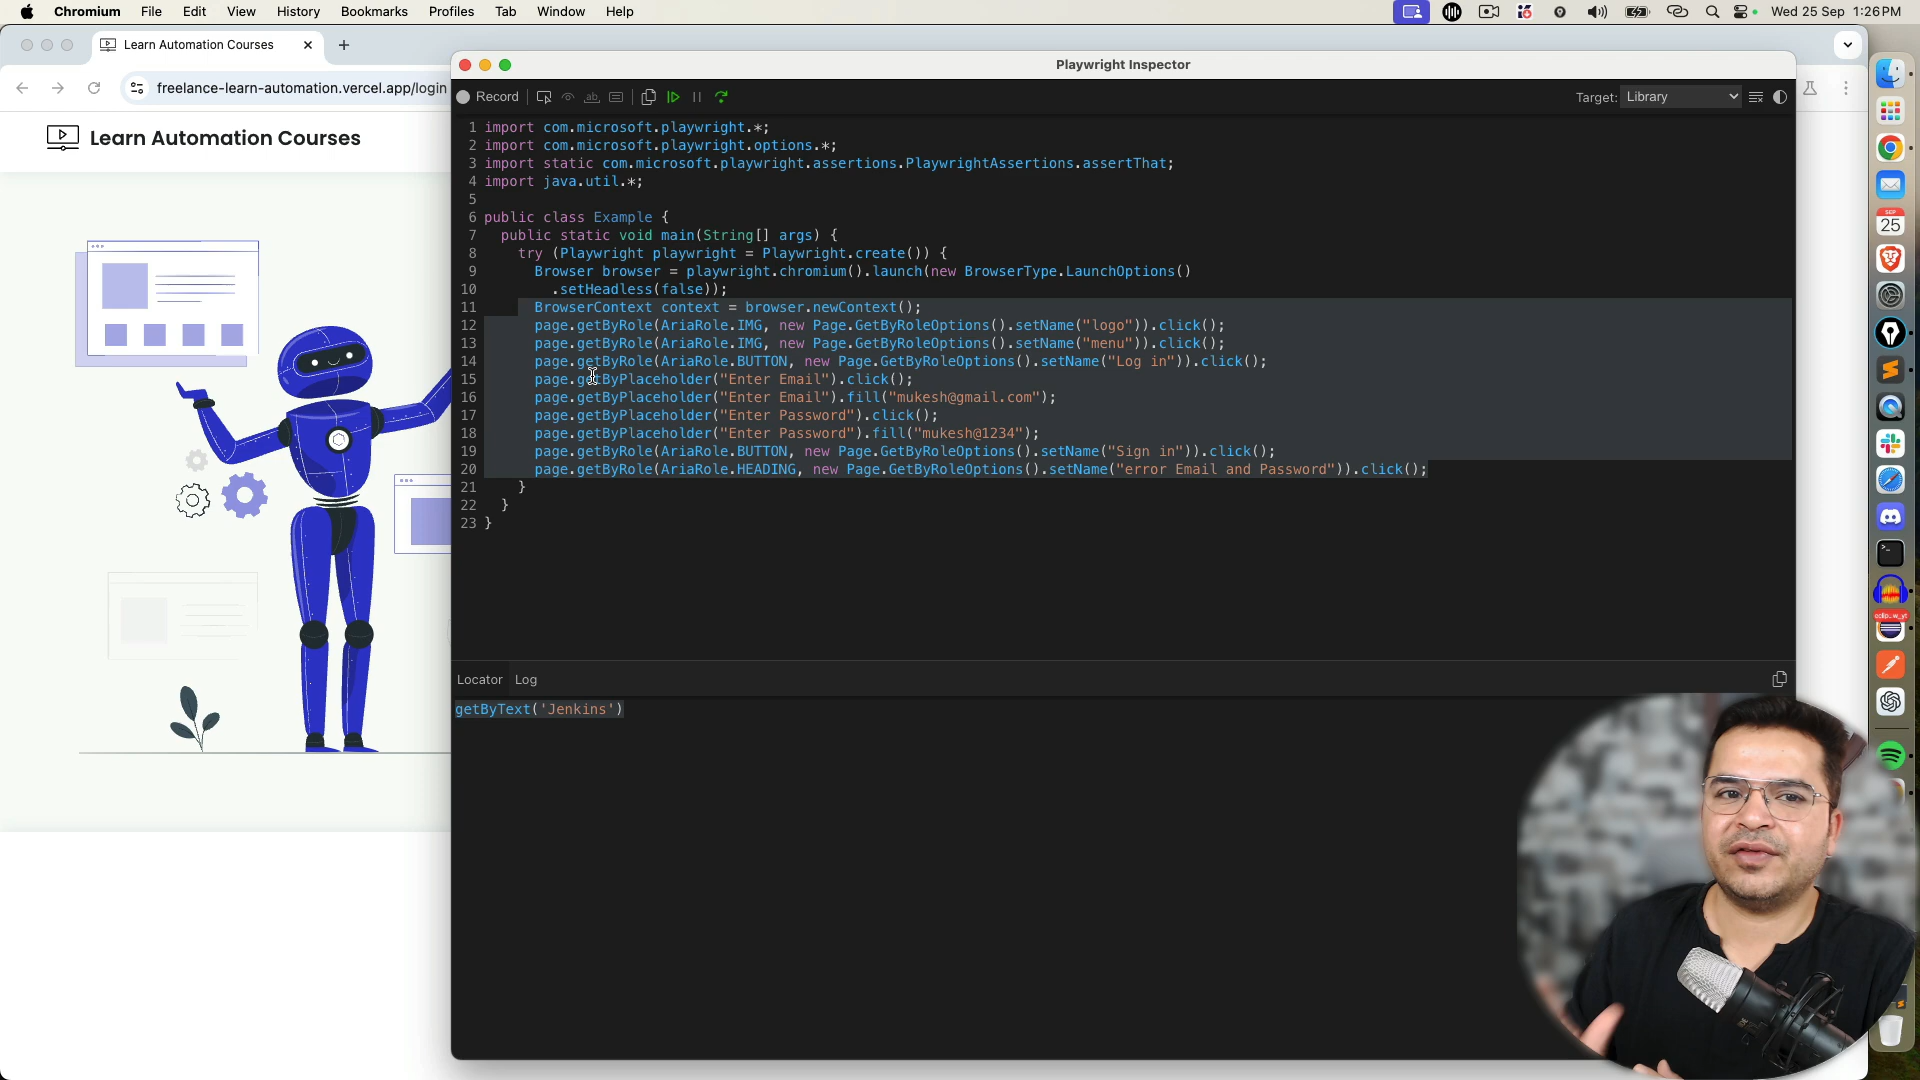 Chromium File Edit View History Bookmarks Profiles Tab Window Help
Wed 25 Sep 1:26 PM
Learn Automation Courses
freelance-learn-automation.vercel.app/login
Learn Automation Courses
Playwright Inspector
Record
Target: Library
1 import com.microsoft.playwright.*;
2 import com.microsoft.playwright.options.*;
3 import static com.microsoft.playwright.assertions.PlaywrightAssertions.assertThat;
4 import java.util.*;
5
6 public class Example {
7 public static void main(String[] args) {
8 try (Playwright playwright = Playwright.create()) {
9 Browser browser = playwright.chromium().launch(new BrowserType.LaunchOptions()
10 .setHeadless(false));
11 BrowserContext context = browser.newContext();
12 page.getByRole(AriaRole.IMG, new Page.GetByRoleOptions().setName("logo")).click();
13 page.getByRole(AriaRole.IMG, new Page.GetByRoleOptions().setName("menu")).click();
14 page.getByRole(AriaRole.BUTTON, new Page.GetByRoleOptions().setName("Log in")).click();
15 page.getByPlaceholder("Enter Email").click();
16 page.getByPlaceholder("Enter Email").fill("mukesh@gmail.com");
17 page.getByPlaceholder("Enter Password").click();
18 page.getByPlaceholder("Enter Password").fill("mukesh@1234");
19 page.getByRole(AriaRole.BUTTON, new Page.GetByRoleOptions().setName("Sign in")).click();
20 page.getByRole(AriaRole.HEADING, new Page.GetByRoleOptions().setName("error Email and Password")).click();
21 }
22 }
23 }
Locator Log
getByText('Jenkins')
SEP
25